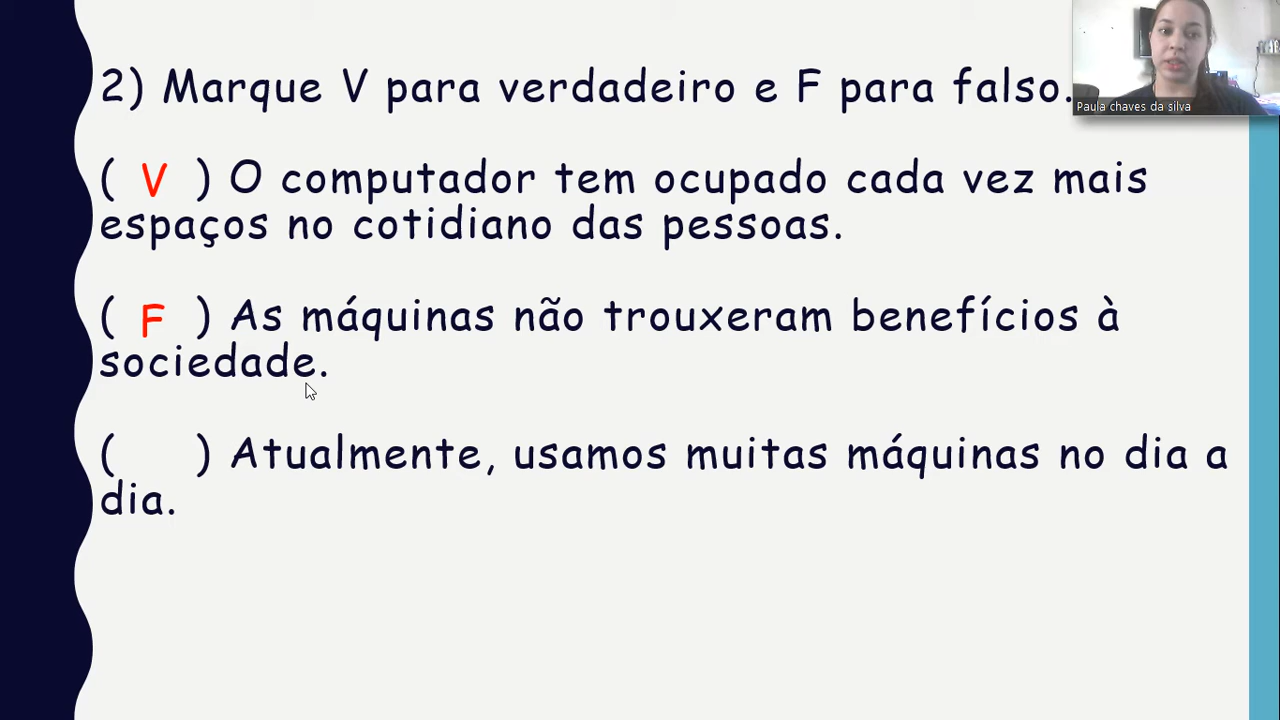 2) Marque V para verdadeiro e F para falso.
Paula chaves da silva
( V ) O computador tem ocupado cada vez mais
espaços no cotidiano das pessoas.
( F ) As máquinas não trouxeram benefícios à
sociedade.
( ) Atualmente, usamos muitas máquinas no dia a
dia.